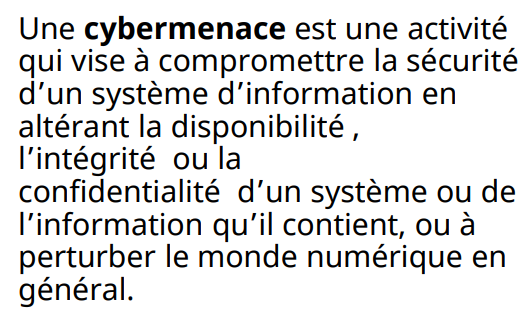 Une cybermenace est une activité
qui vise à compromettre la sécurité
d’un système d’information en
altérant la disponibilité ,
l’intégrité  ou la
confidentialité  d’un système ou de
l’information qu’il contient, ou à
perturber le monde numérique en
général.